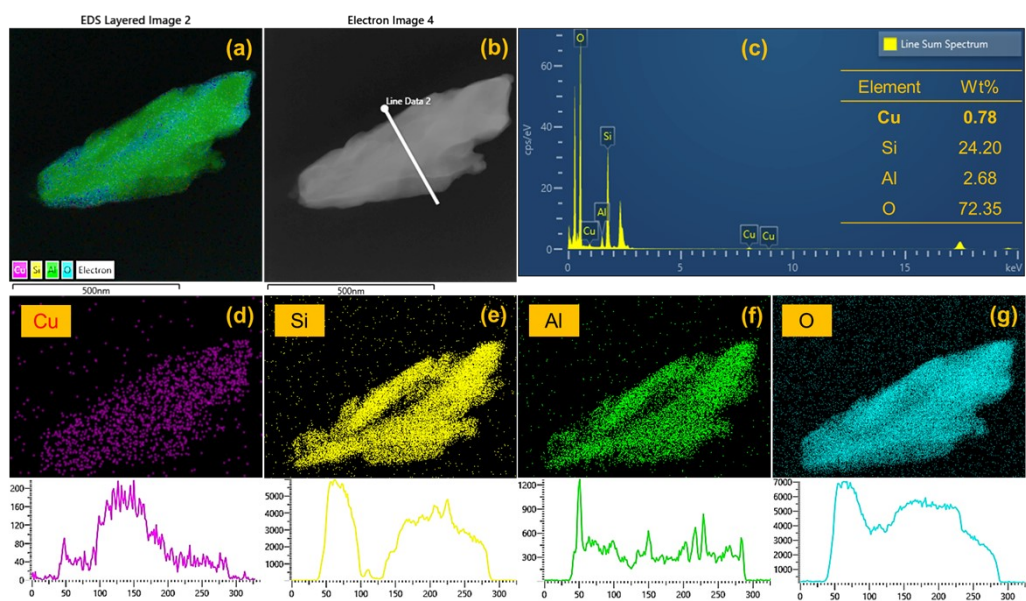 EDS Layered Image 2
Electron Image 4
(a)
(b)
(c)
Line Data 2
Cu Si Al O Electron
500nm
500nm
Line Sum Spectrum
Element Wt%
Cu 0.78
Si 24.20
Al 2.68
O 72.35
cps/eV
60
40
20
0
O
Si
Al
Cu
Cu
Cu
0 5 10 15 keV
Cu (d)
Si (e)
Al (f)
O (g)
200
160
120
80
40
0
0 50 100 150 200 250 300
5000
4000
3000
2000
1000
0
0 50 100 150 200 250 300
1200
900
600
300
0 50 100 150 200 250 300
7000
6000
5000
4000
3000
2000
1000
0
0 50 100 150 200 250 300